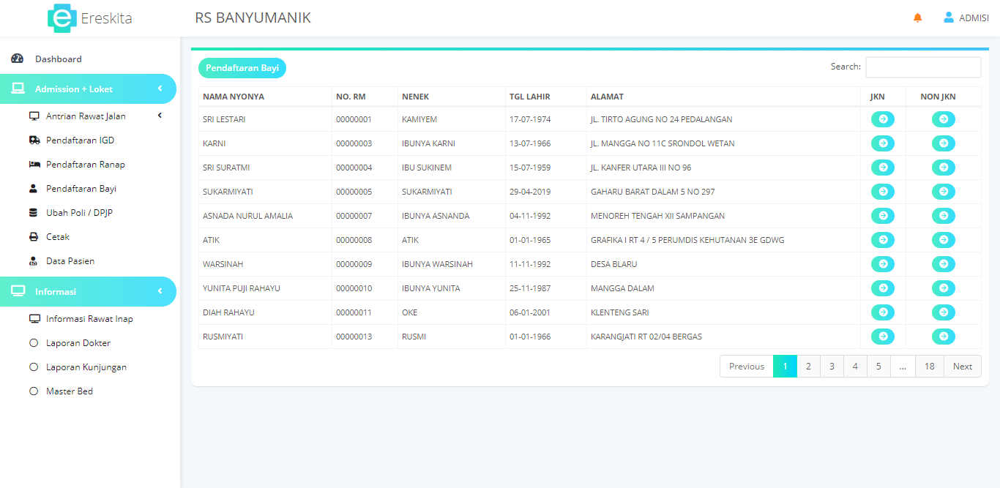 e Ereskita
RS BANYUMANIK
ADMISI
Dashboard
Admission + Loket
Antrian Rawat Jalan
Pendaftaran IGD
Pendaftaran Ranap
Pendaftaran Bayi
Ubah Poli / DPJP
Cetak
Data Pasien
Informasi
Informasi Rawat Inap
Laporan Dokter
Laporan Kunjungan
Master Bed
Pendaftaran Bayi
Search:
NAMA NYONYA NO. RM NENEK TGL LAHIR ALAMAT JKN NON JKN
SRI LESTARI 00000001 KAMIYEM 17-07-1974 JL. TIRTO AGUNG NO 24 PEDALANGAN
KARNI 00000003 IBUNYA KARNI 13-07-1966 JL. MANGGA NO 11C SRONDOL WETAN
SRI SURATMI 00000004 IBU SUKINEM 15-07-1959 JL. KANFER UTARA III NO 96
SUKARMIYATI 00000005 SUKARMIYATI 29-04-2019 GAHARU BARAT DALAM 5 NO 297
ASNADA NURUL AMALIA 00000007 IBUNYA ASNANDA 04-11-1992 MENOREH TENGAH XII SAMPANGAN
ATIK 00000008 ATIK 01-01-1965 GRAFIKA I RT 4 / 5 PERUMDIS KEHUTANAN 3E GDWG
WARSINAH 00000009 IBUNYA WARSINAH 11-11-1992 DESA BLARU
YUNITA PUJI RAHAYU 00000010 IBUNYA YUNITA 25-11-1987 MANGGA DALAM
DIAH RAHAYU 00000011 OKE 06-01-2001 KLENTENG SARI
RUSMIYATI 00000013 RUSMI 01-01-1966 KARANGJATI RT 02/04 BERGAS
Previous 1 2 3 4 5 ... 18 Next